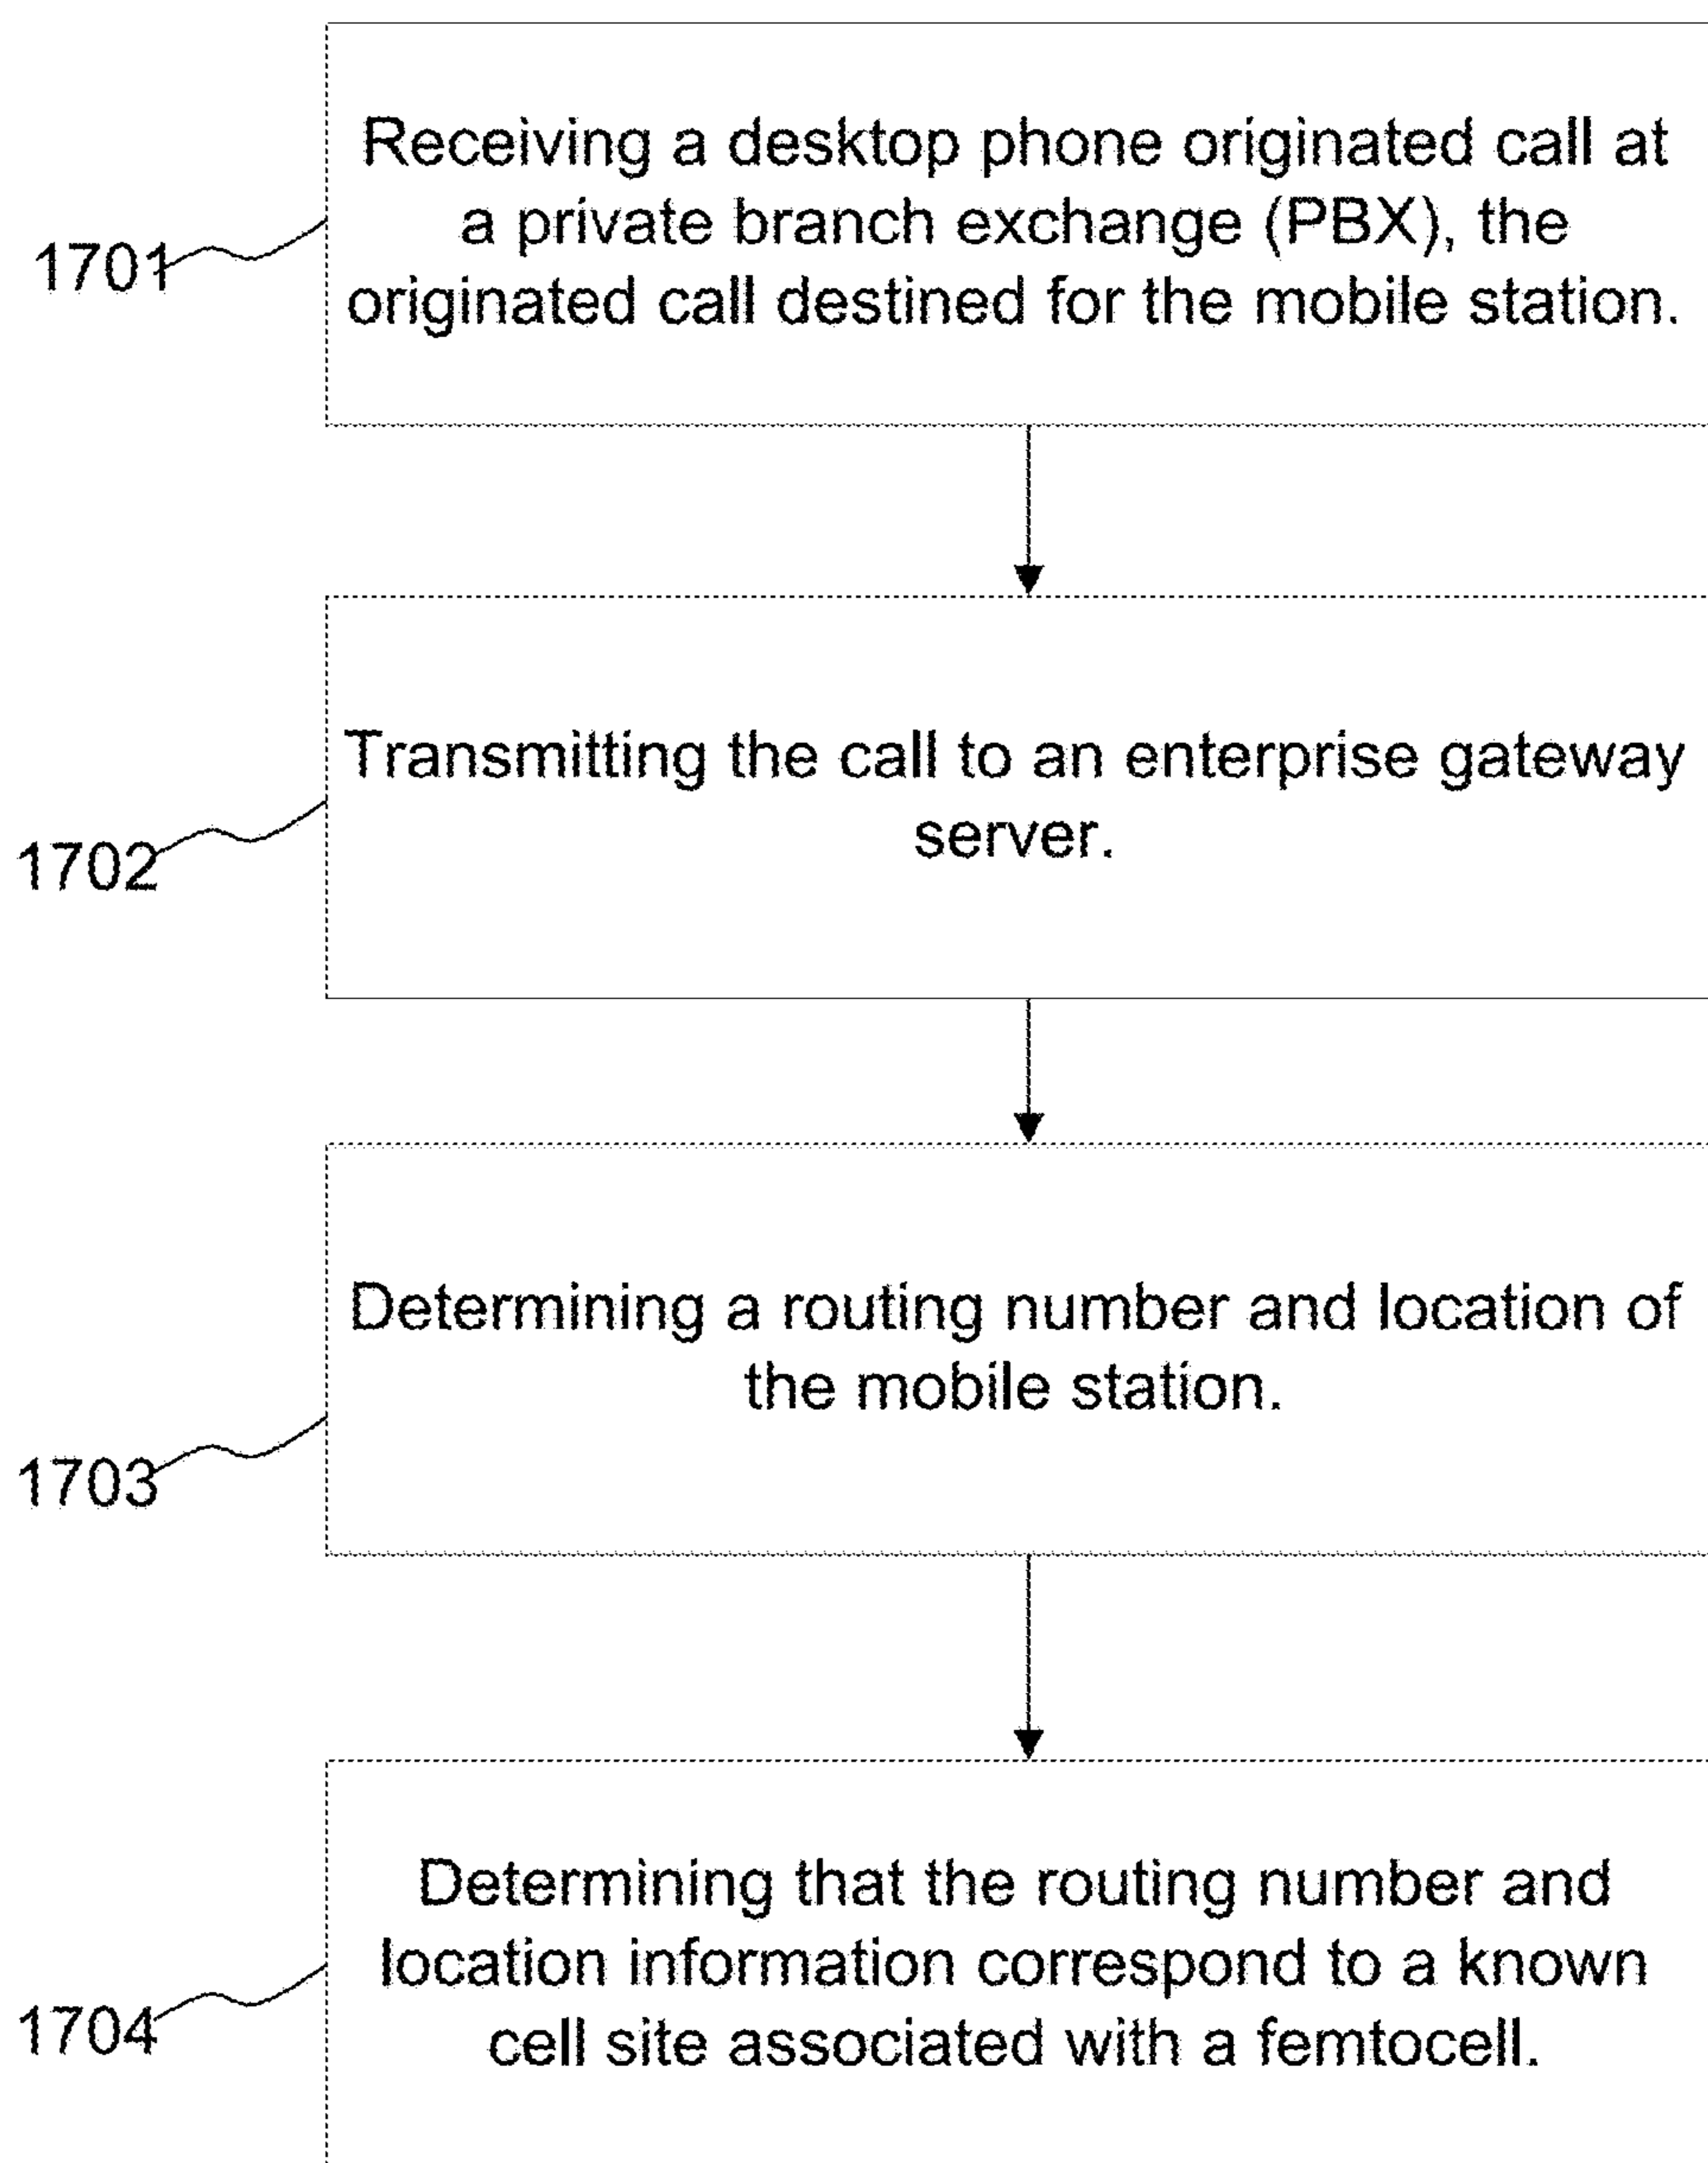 Receiving a desktop phone originated call at
a private branch exchange (PBX), the
originated call destined for the mobile station.
1701
Transmitting the call to an enterprise gateway
server.
1702
Determining a routing number and location of
the mobile station.
1703
Determining that the routing number and
location information correspond to a known
cell site associated with a femtocell.
1704